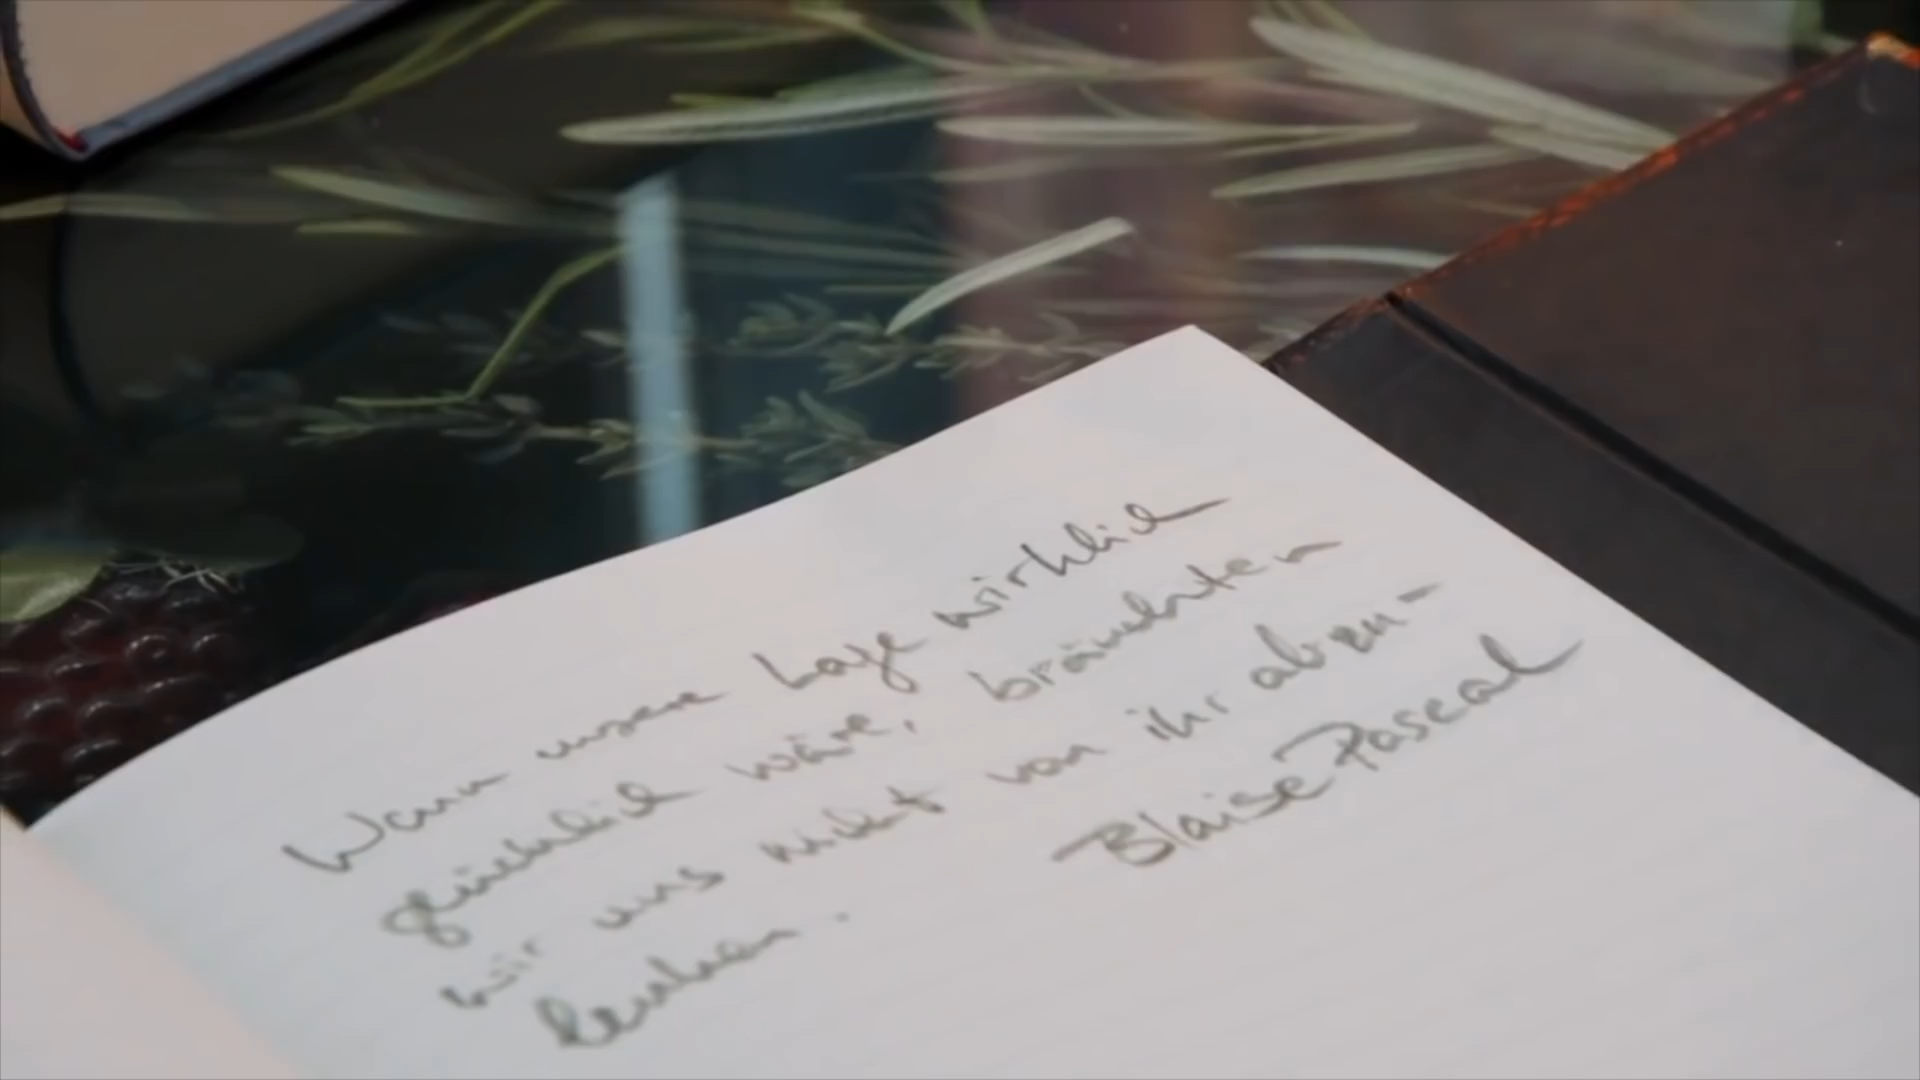 Wenn unsere Lage wirklich
glücklich wäre, bräuchten
wir uns nicht von ihr abzu-
lenken.
Blaise Pascal